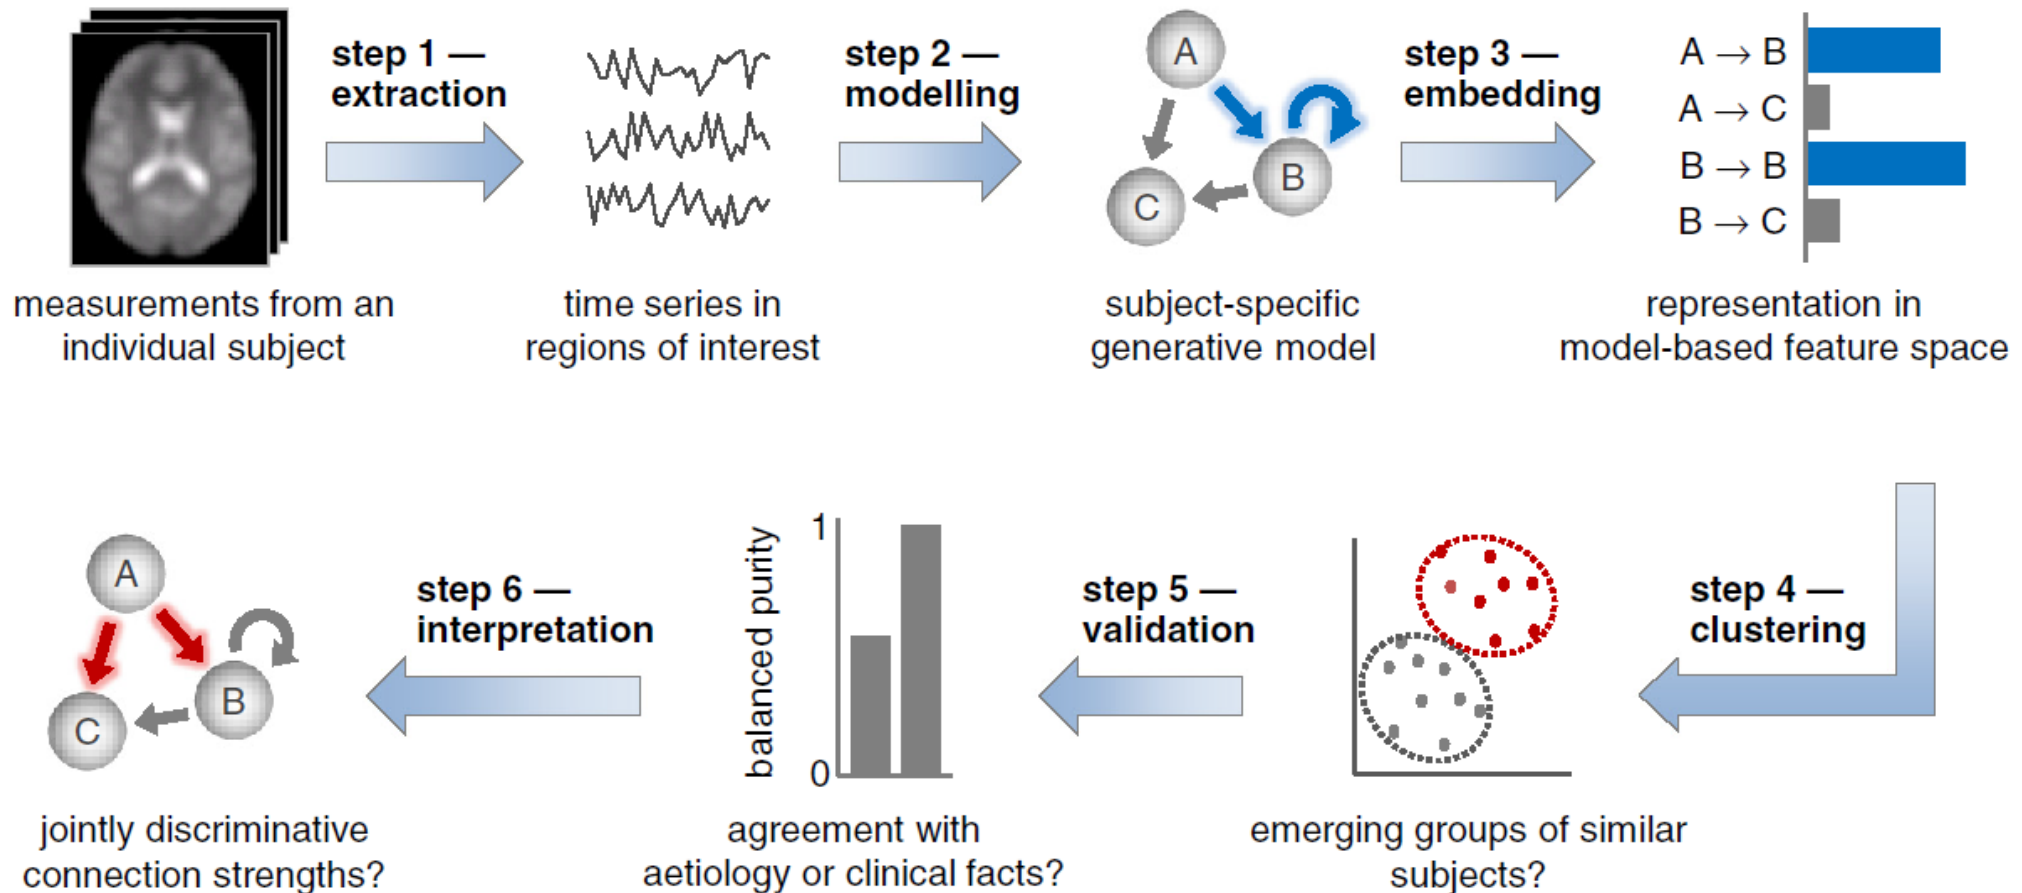 step 1 —
extraction
step 2 —
modelling
step 3 —
embedding
A
B
C
A → B
A → C
B → B
B → C
measurements from an
individual subject
time series in
regions of interest
subject-specific
generative model
representation in
model-based feature space
step 4 —
clustering
step 5 —
validation
step 6 —
interpretation
balanced purity
1
0
A
B
C
emerging groups of similar
subjects?
agreement with
aetiology or clinical facts?
jointly discriminative
connection strengths?